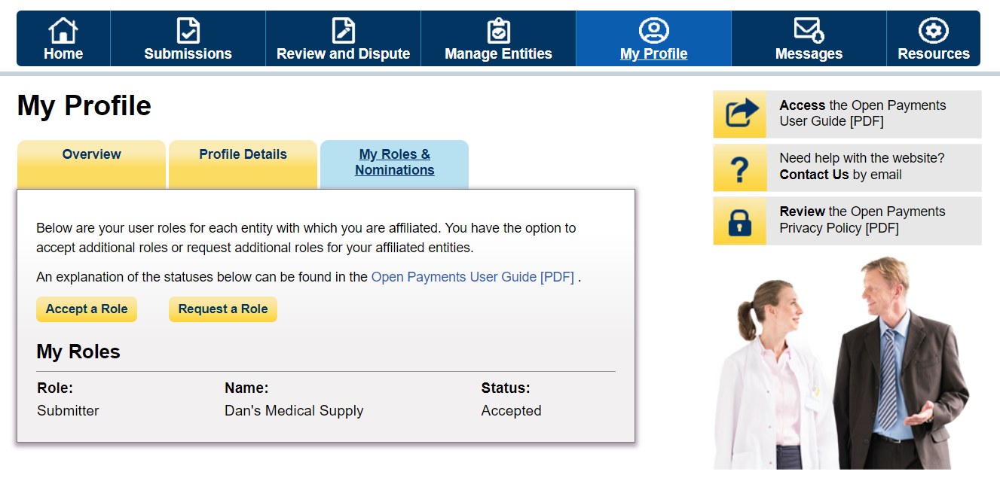 Home
Submissions
Review and Dispute
Manage Entities
My Profile
Messages
Resources
My Profile
Overview
Profile Details
My Roles &
Nominations
Below are your user roles for each entity with which you are affiliated. You have the option to
accept additional roles or request additional roles for your affiliated entities.
An explanation of the statuses below can be found in the Open Payments User Guide [PDF] .
Accept a Role
Request a Role
My Roles
Role:
Name:
Status:
Submitter
Dan's Medical Supply
Accepted
Access the Open Payments
User Guide [PDF]
?
Need help with the website?
Contact Us by email
Review the Open Payments
Privacy Policy [PDF]